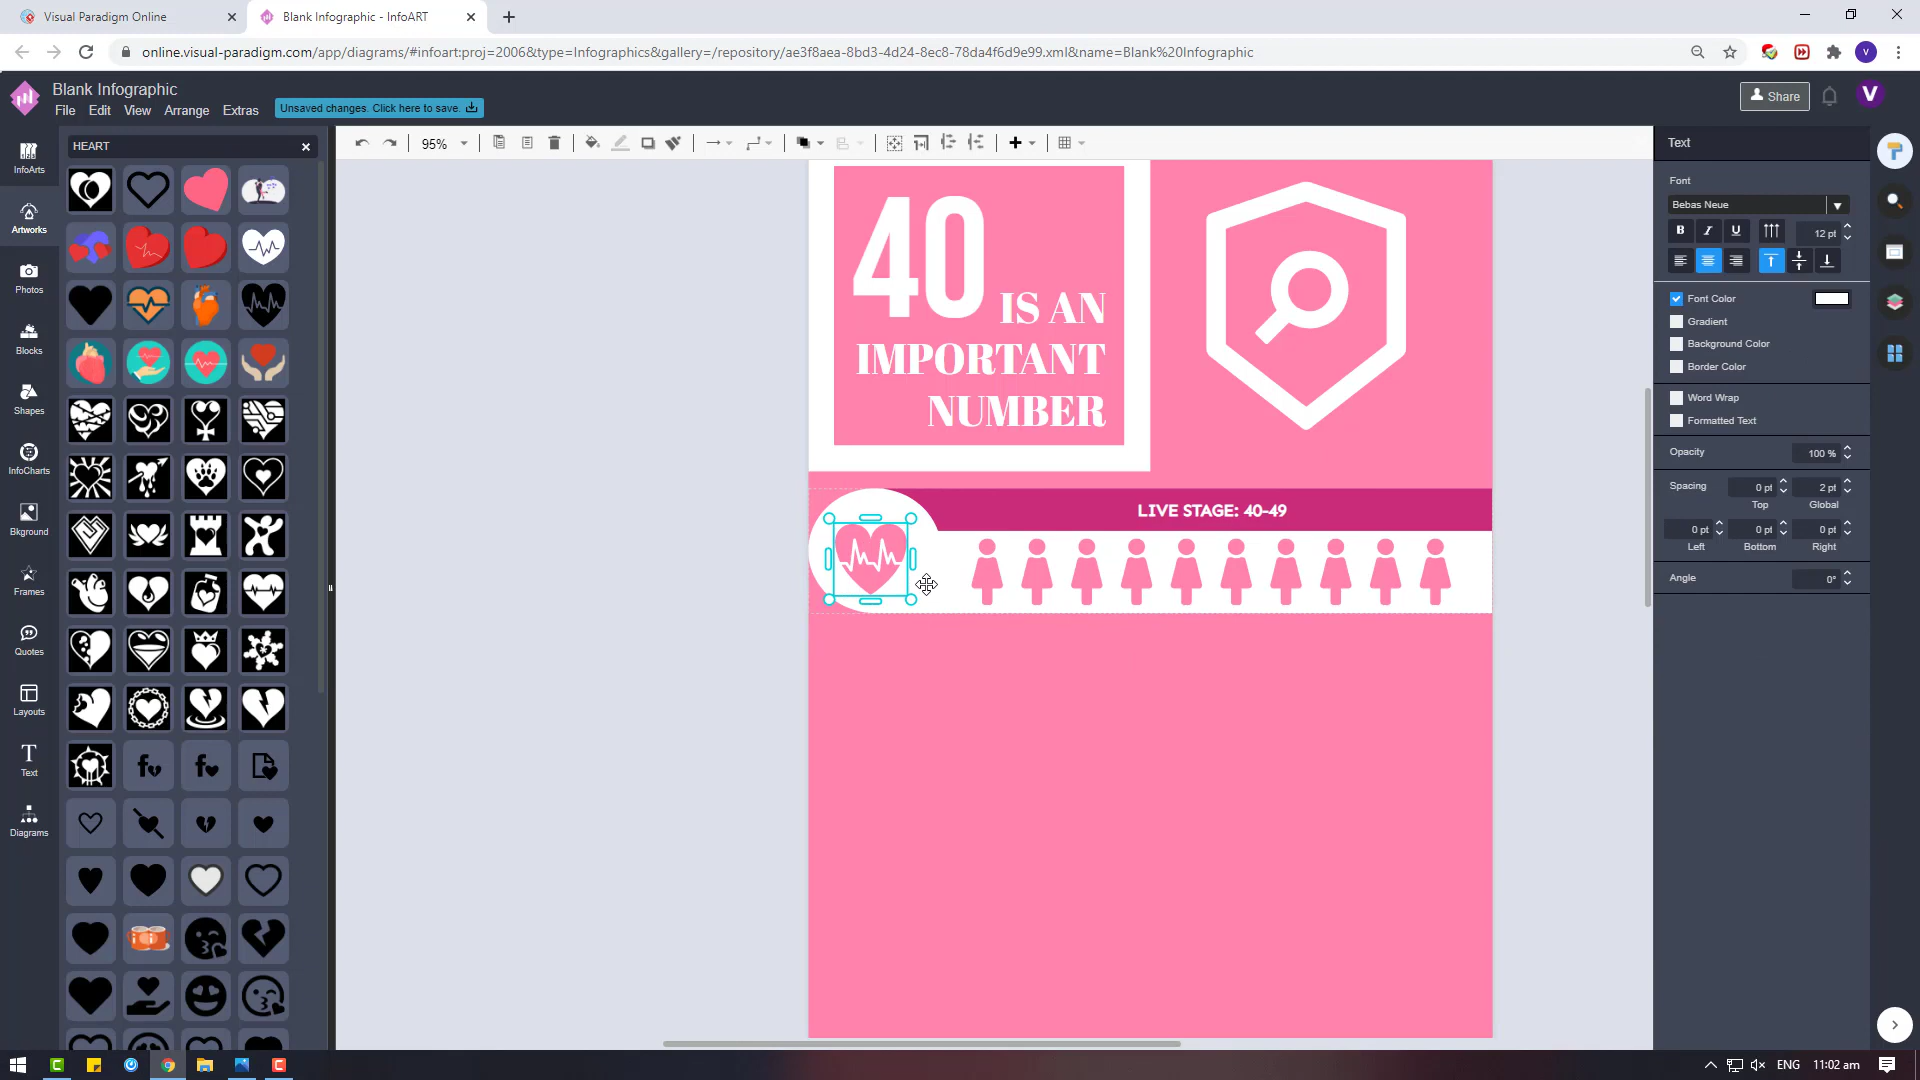 Visual Paradigm Online
Blank Infographic - InfoART
online.visual-paradigm.com/app/diagrams/#infoart:proj=2006&type=Infographics&gallery=/repository/ae3f8aea-8bd3-4d24-8ec8-78da4f6d9e99.xml&name=Blank%20Infographic
V
Blank Infographic
File Edit View Arrange Extras
Unsaved changes. Click here to save.
Share
V
InfoArts
Artworks
Photos
Blocks
Shapes
InfoCharts
Bkground
Frames
Quotes
Layouts
Text
Diagrams
HEART
95%
40
IS AN
IMPORTANT
NUMBER
LIVE STAGE: 40-49
Text
Font
Bebas Neue
B I U 12 pt
Font Color
Gradient
Background Color
Border Color
Word Wrap
Formatted Text
Opacity 100 %
Spacing 0 pt 2 pt
Top Global
0 pt 0 pt 0 pt
Left Bottom Right
Angle 0°
ENG 11:02 am